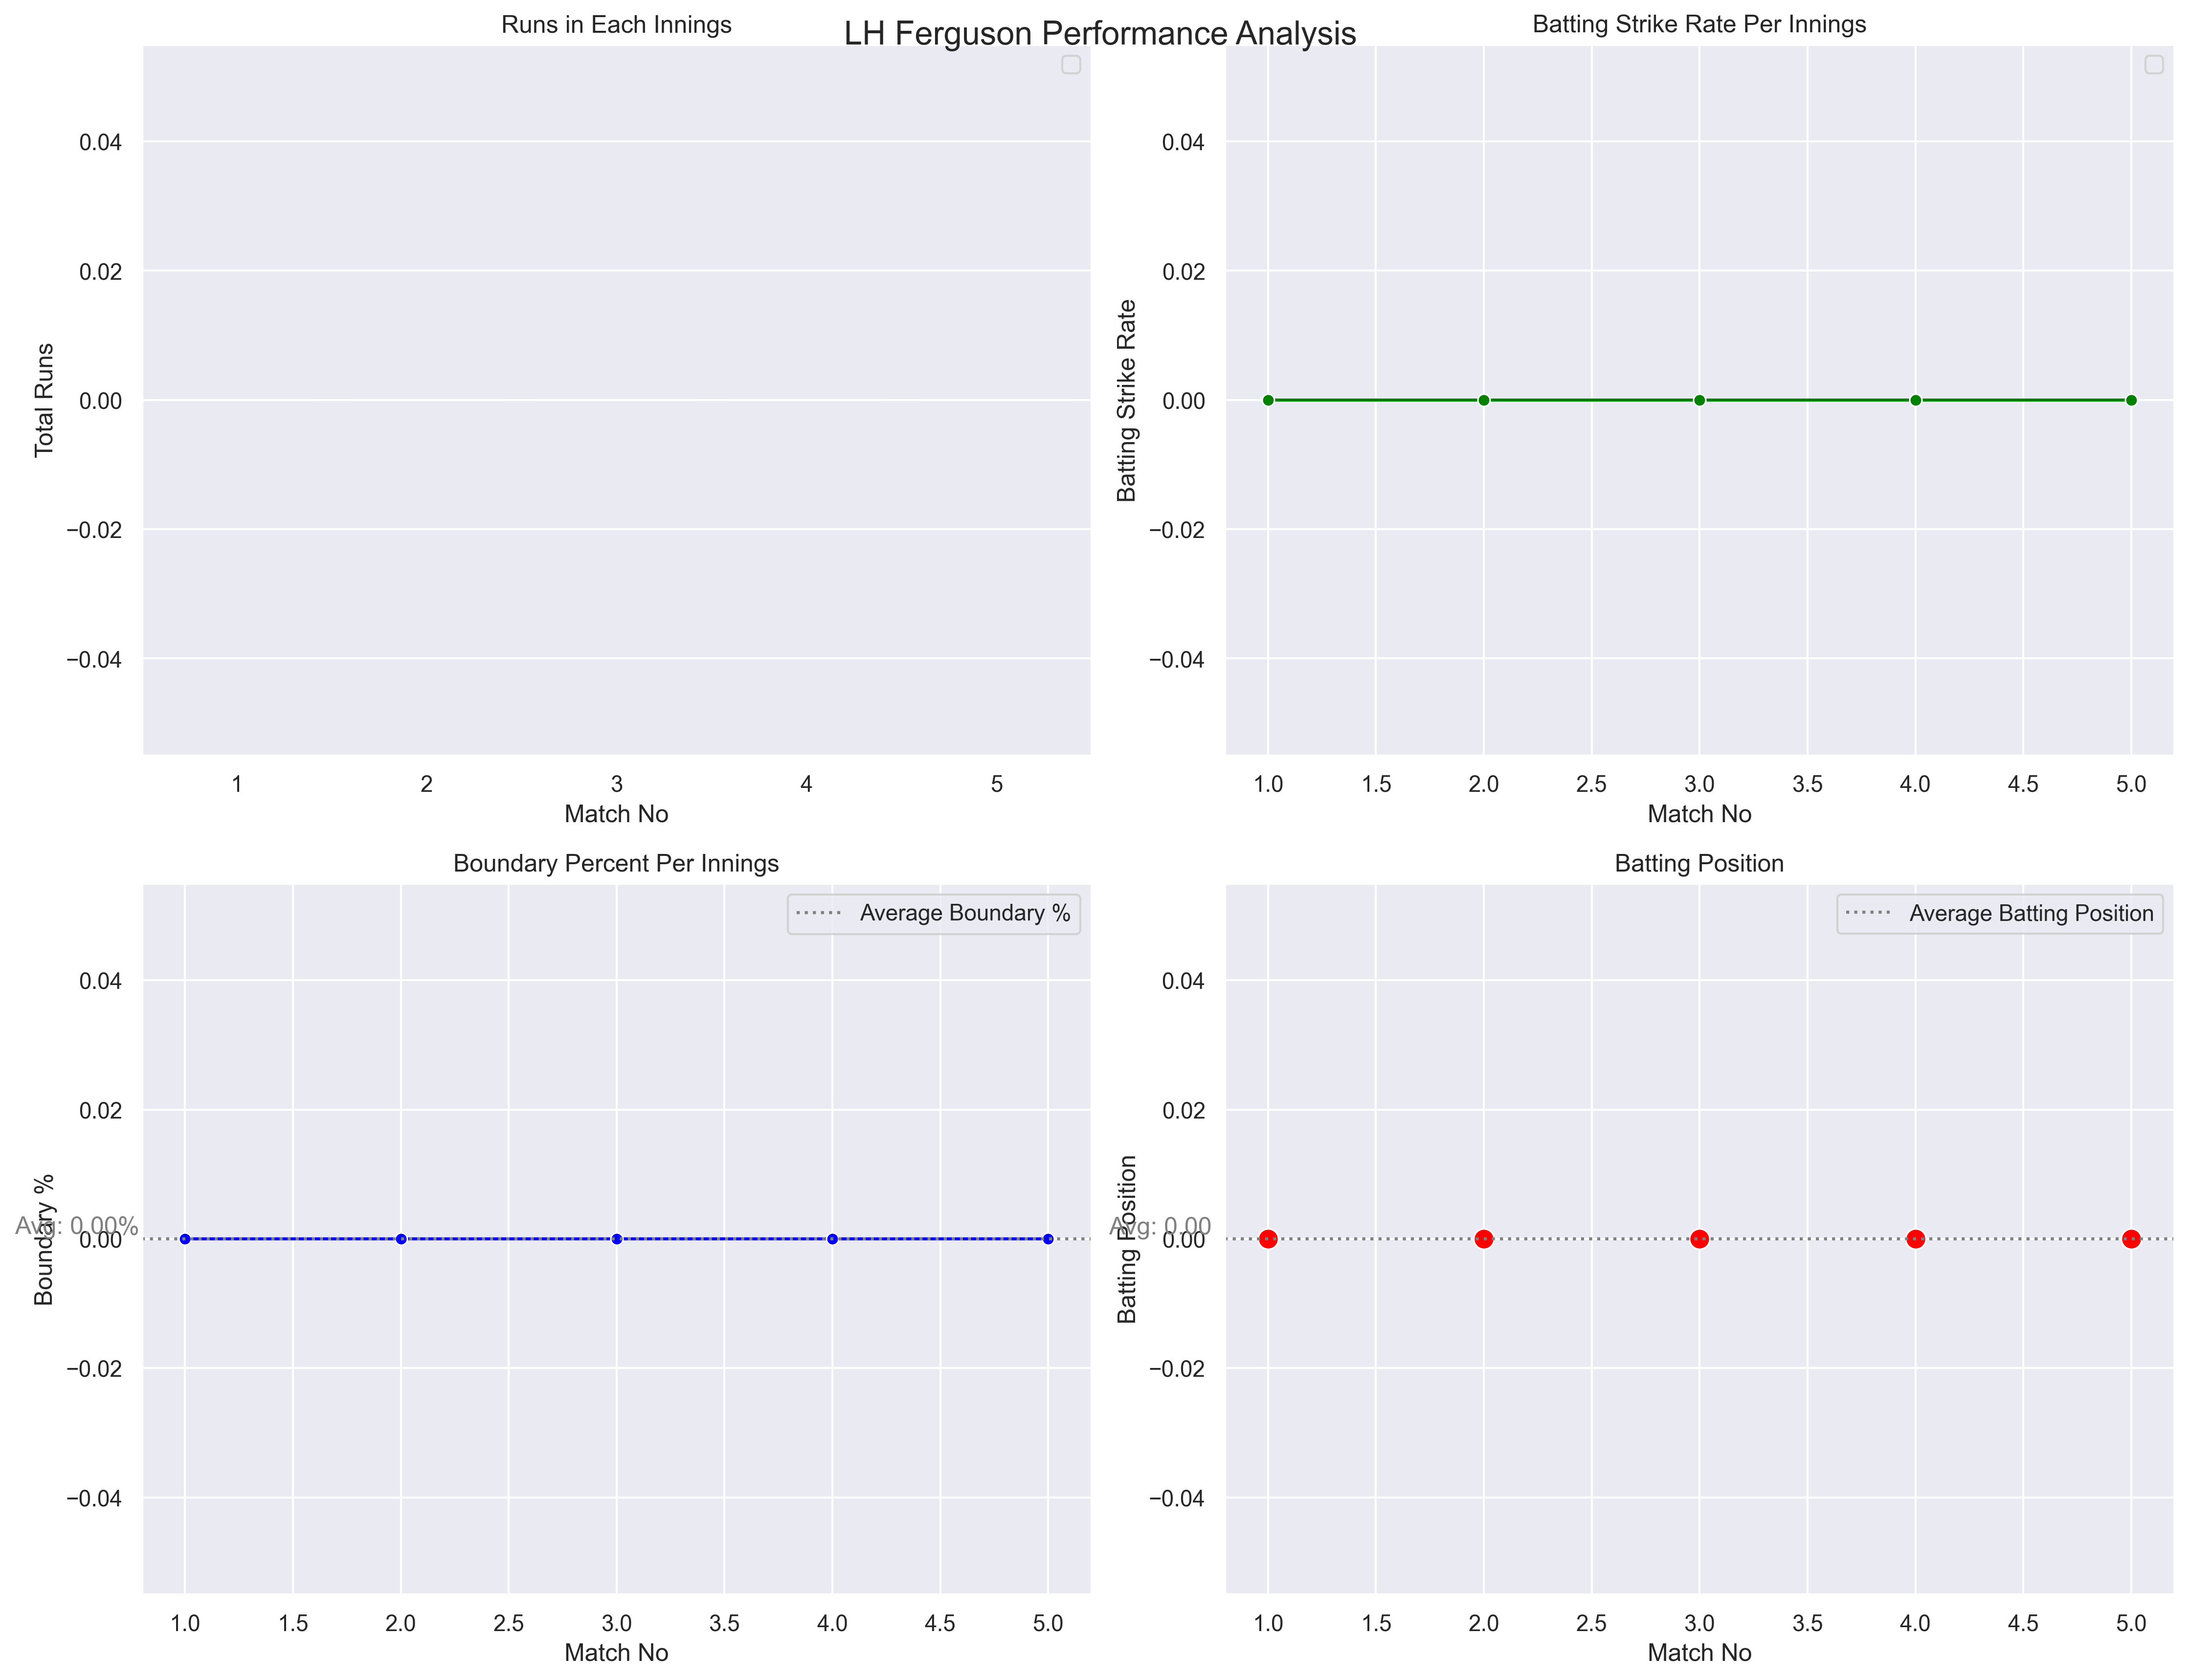 LH Ferguson Performance Analysis
Runs in Each Innings
Total Runs
0.04
0.02
0.00
−0.02
−0.04
1 2 3 4 5
Match No
Batting Strike Rate Per Innings
Batting Strike Rate
0.04
0.02
0.00
−0.02
−0.04
1.0 1.5 2.0 2.5 3.0 3.5 4.0 4.5 5.0
Match No
Boundary Percent Per Innings
Average Boundary %
Boundary %
0.04
0.02
Avg: 0.00%
0.00
−0.02
−0.04
1.0 1.5 2.0 2.5 3.0 3.5 4.0 4.5 5.0
Match No
Batting Position
Average Batting Position
Batting Position
0.04
0.02
Avg: 0.00
0.00
−0.02
−0.04
1.0 1.5 2.0 2.5 3.0 3.5 4.0 4.5 5.0
Match No